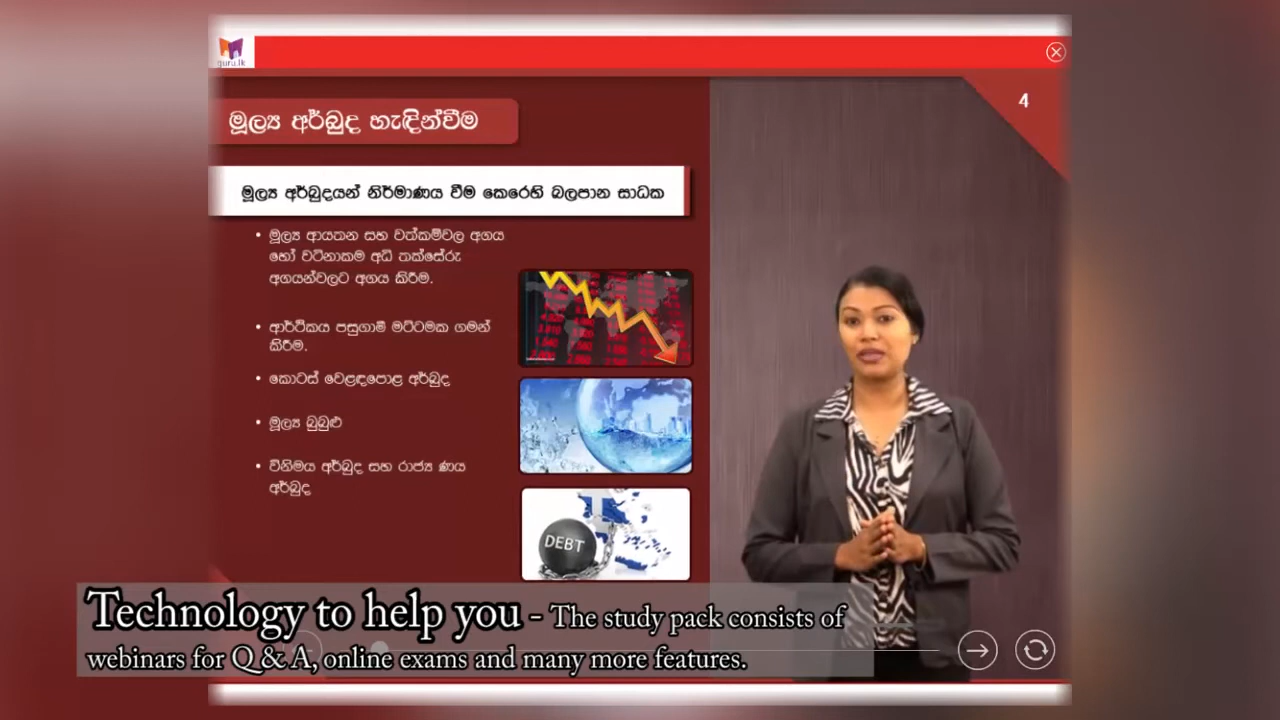 guru.lk
4
මූල්‍ය අර්බුද හැඳින්වීම
මූල්‍ය අර්බුදයන් නිර්මාණය වීම කෙරෙහි බලපාන සාධක
• මූල්‍ය ආයතන සහ වත්කම්වල අගය
හෝ වටිනාකම අධි තක්සේරු
අගයන්වලට අගය කිරීම.
• ආර්ථිකය පසුගාමී මට්ටමක ගමන්
කිරීම.
• කොටස් වෙළඳපොළ අර්බුද
• මූල්‍ය බුබුළු
• විනිමය අර්බුද සහ රාජ්‍ය ණය
අර්බුද
DEBT
Technology to help you - The study pack consists of
webinars for Q & A, online exams and many more features.